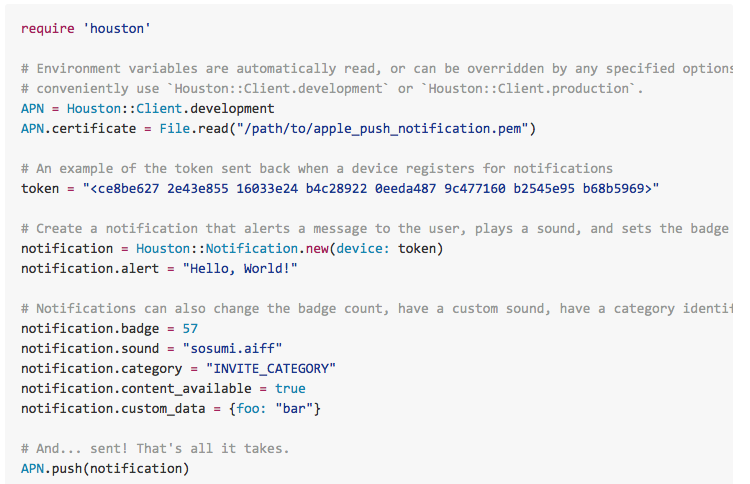 require 'houston'
# Environment variables are automatically read, or can be overridden by any specified options
# conveniently use `Houston::Client.development` or `Houston::Client.production`.
APN = Houston::Client.development
APN.certificate = File.read("/path/to/apple_push_notification.pem")
# An example of the token sent back when a device registers for notifications
token = "<ce8be627 2e43e855 16033e24 b4c28922 0eeda487 9c477160 b2545e95 b68b5969>"
# Create a notification that alerts a message to the user, plays a sound, and sets the badge
notification = Houston::Notification.new(device: token)
notification.alert = "Hello, World!"
# Notifications can also change the badge count, have a custom sound, have a category identif
notification.badge = 57
notification.sound = "sosumi.aiff"
notification.category = "INVITE_CATEGORY"
notification.content_available = true
notification.custom_data = {foo: "bar"}
# And... sent! That's all it takes.
APN.push(notification)